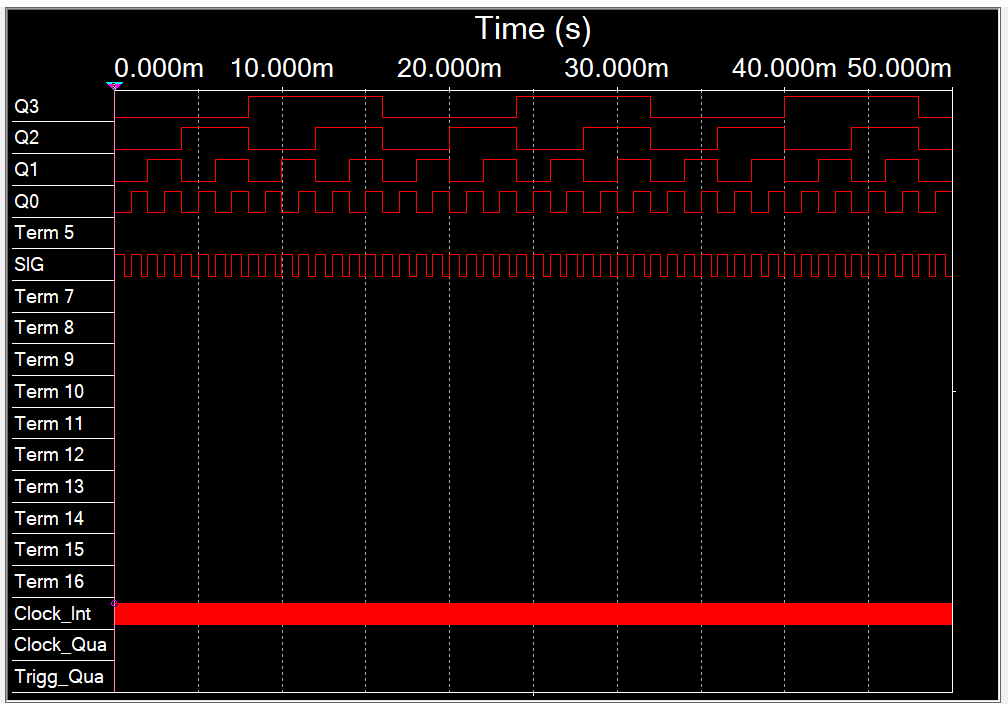 Time (s)
0.000m 10.000m 20.000m 30.000m 40.000m 50.000m
Q3
Q2
Q1
Q0
Term 5
SIG
Term 7
Term 8
Term 9
Term 10
Term 11
Term 12
Term 13
Term 14
Term 15
Term 16
Clock_Int
Clock_Qua
Trigg_Qua